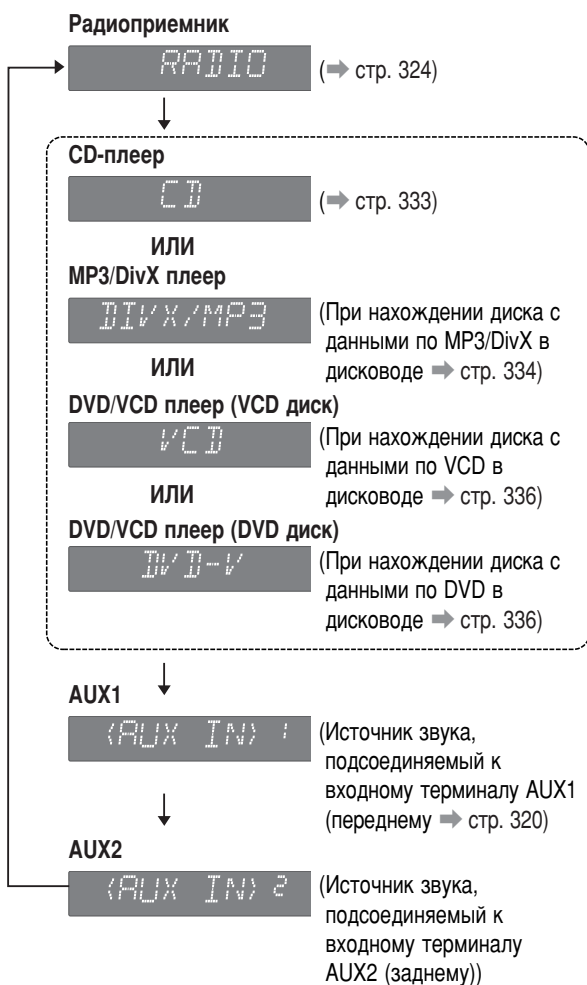 Радиоприемник
RADIO
(➡ стр. 324)
CD-плеер
CD
(➡ стр. 333)
ИЛИ
MP3/DivX плеер
DIVX/MP3
(При нахождении диска с
данными по MP3/DivX в
дисководе ➡ стр. 334)
ИЛИ
DVD/VCD плеер (VCD диск)
VCD
(При нахождении диска с
данными по VCD в
дисководе ➡ стр. 336)
ИЛИ
DVD/VCD плеер (DVD диск)
DVD-V
(При нахождении диска с
данными по DVD в
дисководе ➡ стр. 336)
AUX1
(AUX IN) 1
(Источник звука,
подсоединяемый к
входному терминалу AUX1
(переднему ➡ стр. 320)
AUX2
(AUX IN) 2
(Источник звука,
подсоединяемый к
входному терминалу
AUX2 (заднему))